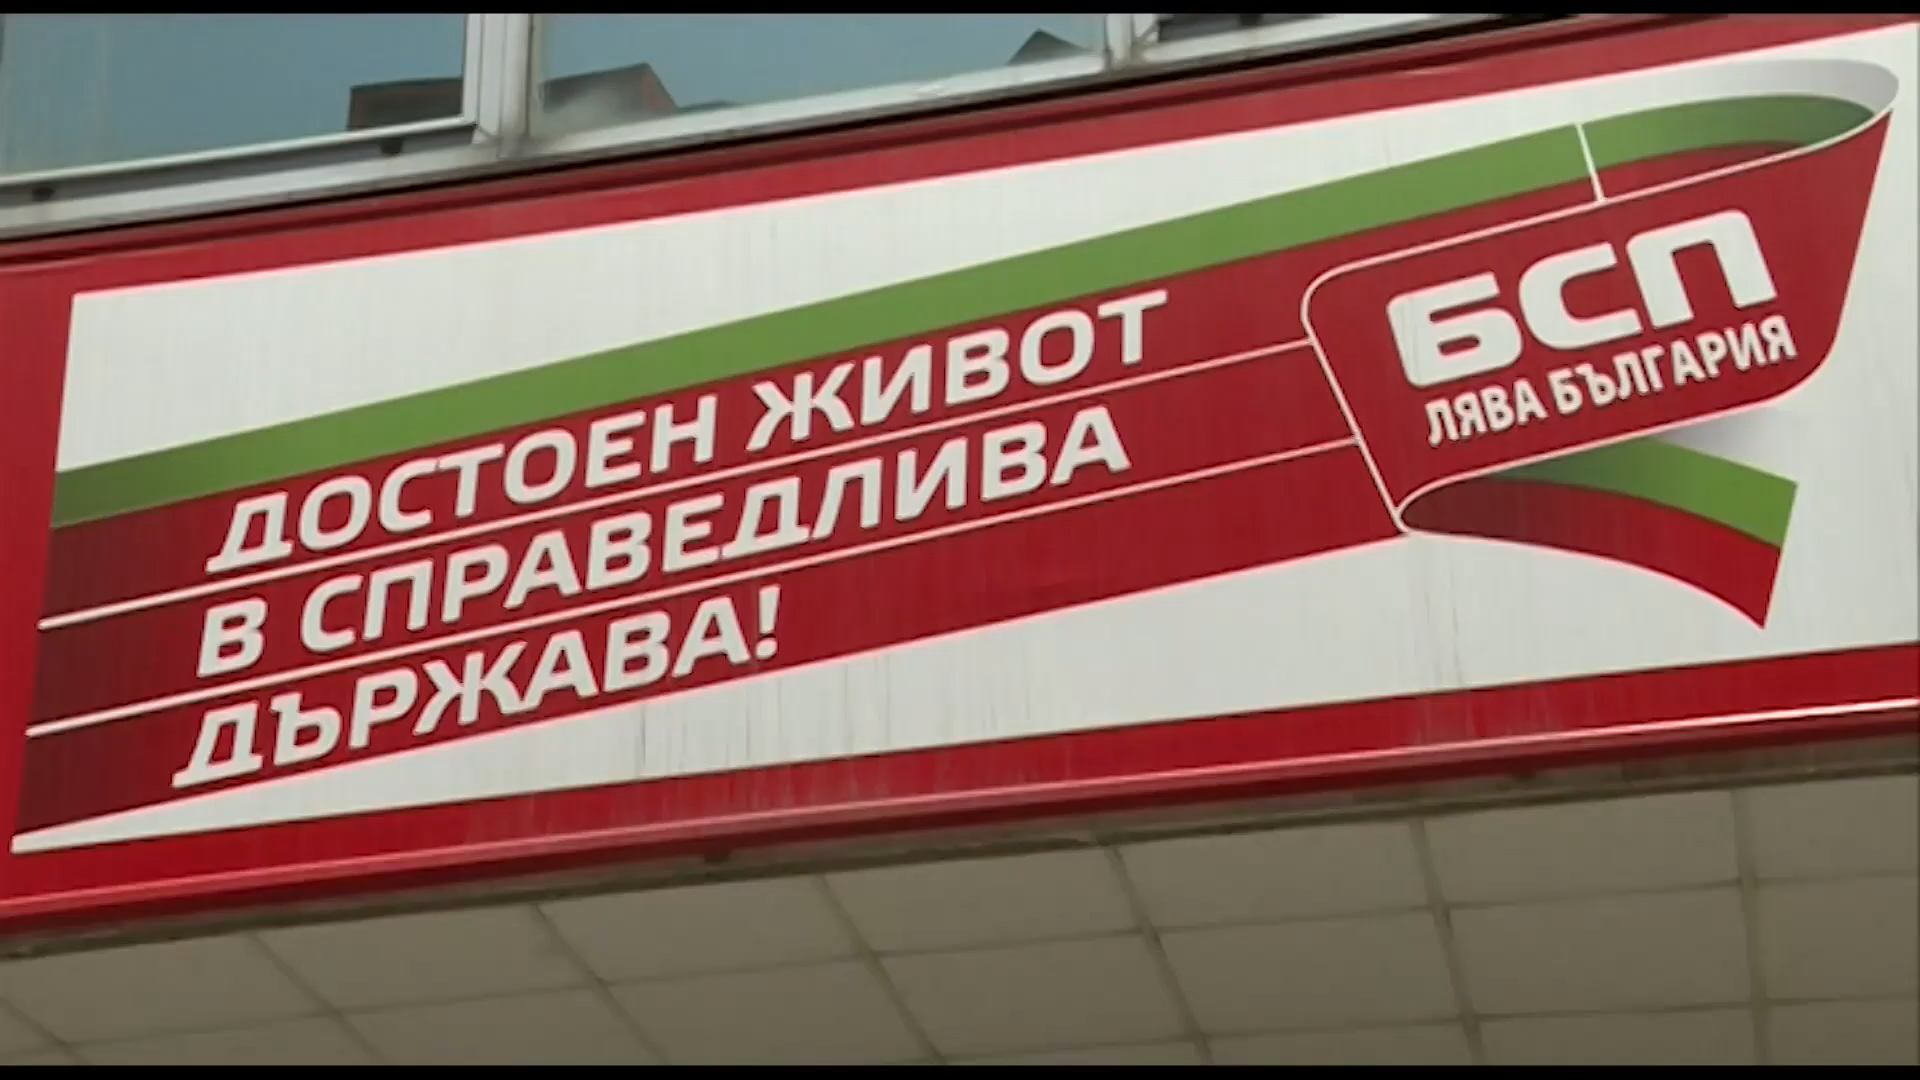 ДОСТОЕН ЖИВОТ
В СПРАВЕДЛИВА
ДЪРЖАВА!
БСП
ЛЯВА БЪЛГАРИЯ